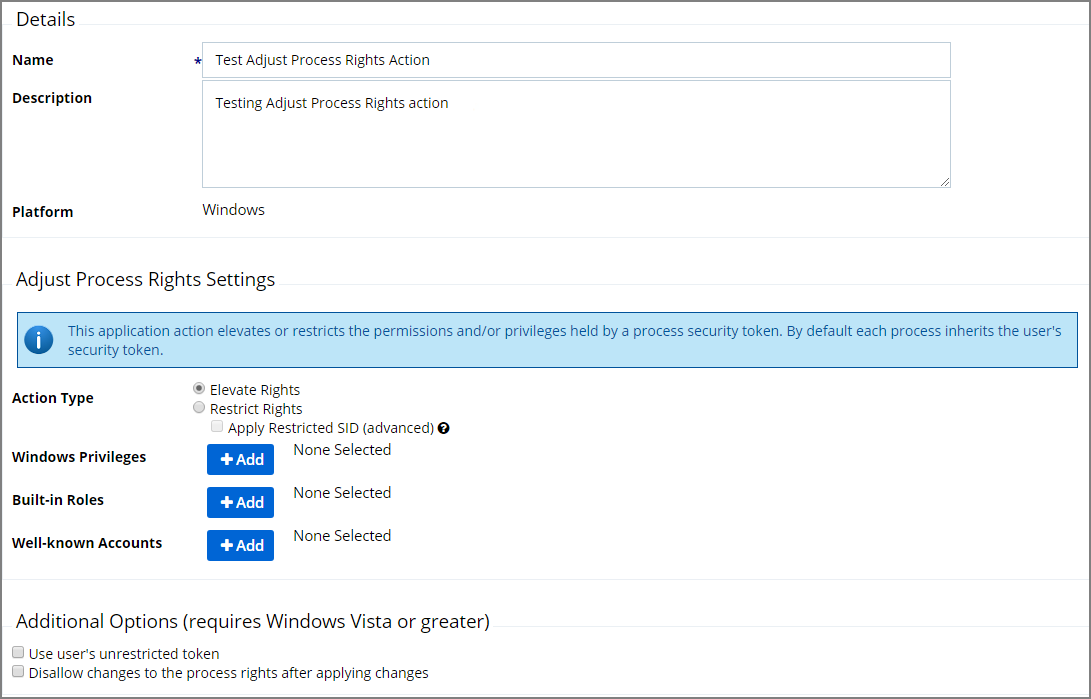 Details
Name * Test Adjust Process Rights Action
Description Testing Adjust Process Rights action
Platform Windows
Adjust Process Rights Settings
This application action elevates or restricts the permissions and/or privileges held by a process security token. By default each process inherits the user's
security token.
Action Type Elevate Rights
Restrict Rights
Apply Restricted SID (advanced) ?
Windows Privileges + Add None Selected
Built-in Roles + Add None Selected
Well-known Accounts + Add None Selected
Additional Options (requires Windows Vista or greater)
Use user's unrestricted token
Disallow changes to the process rights after applying changes